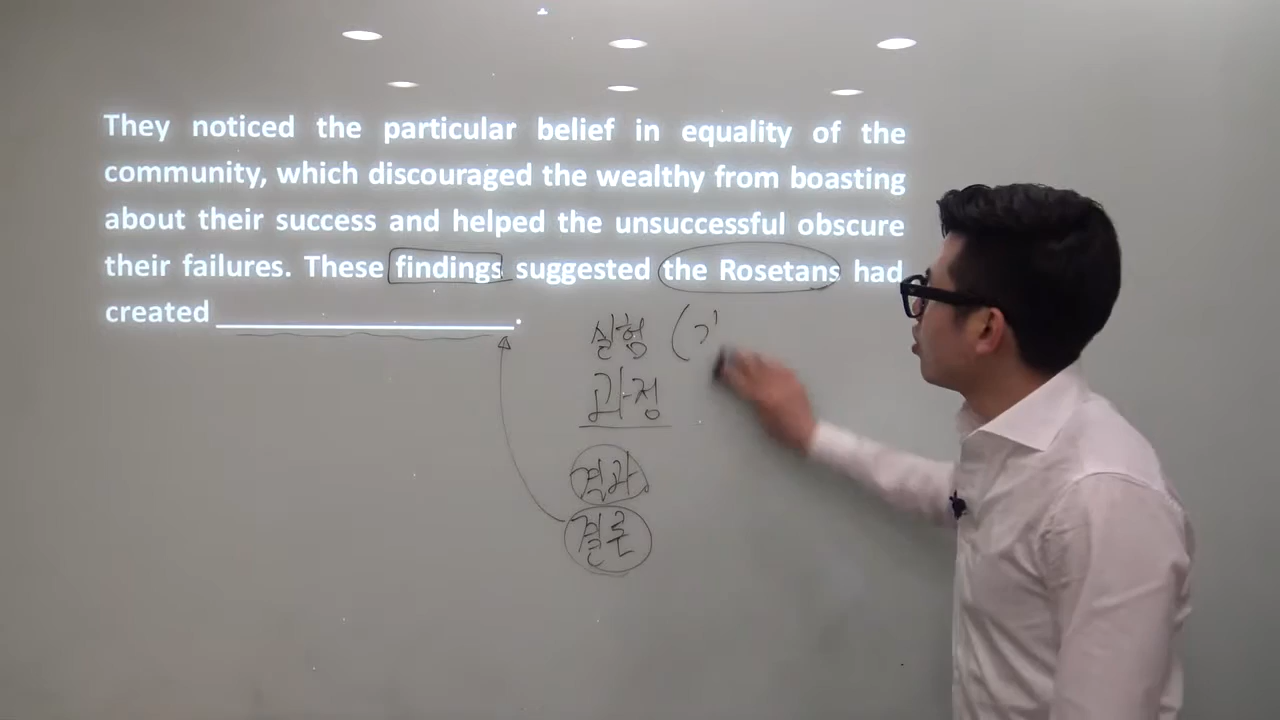 They noticed the particular belief in equality of the
community, which discouraged the wealthy from boasting
about their success and helped the unsuccessful obscure
their failures. These findings suggested the Rosetans had
created ____________________.
실험 (
과정
결과
결론